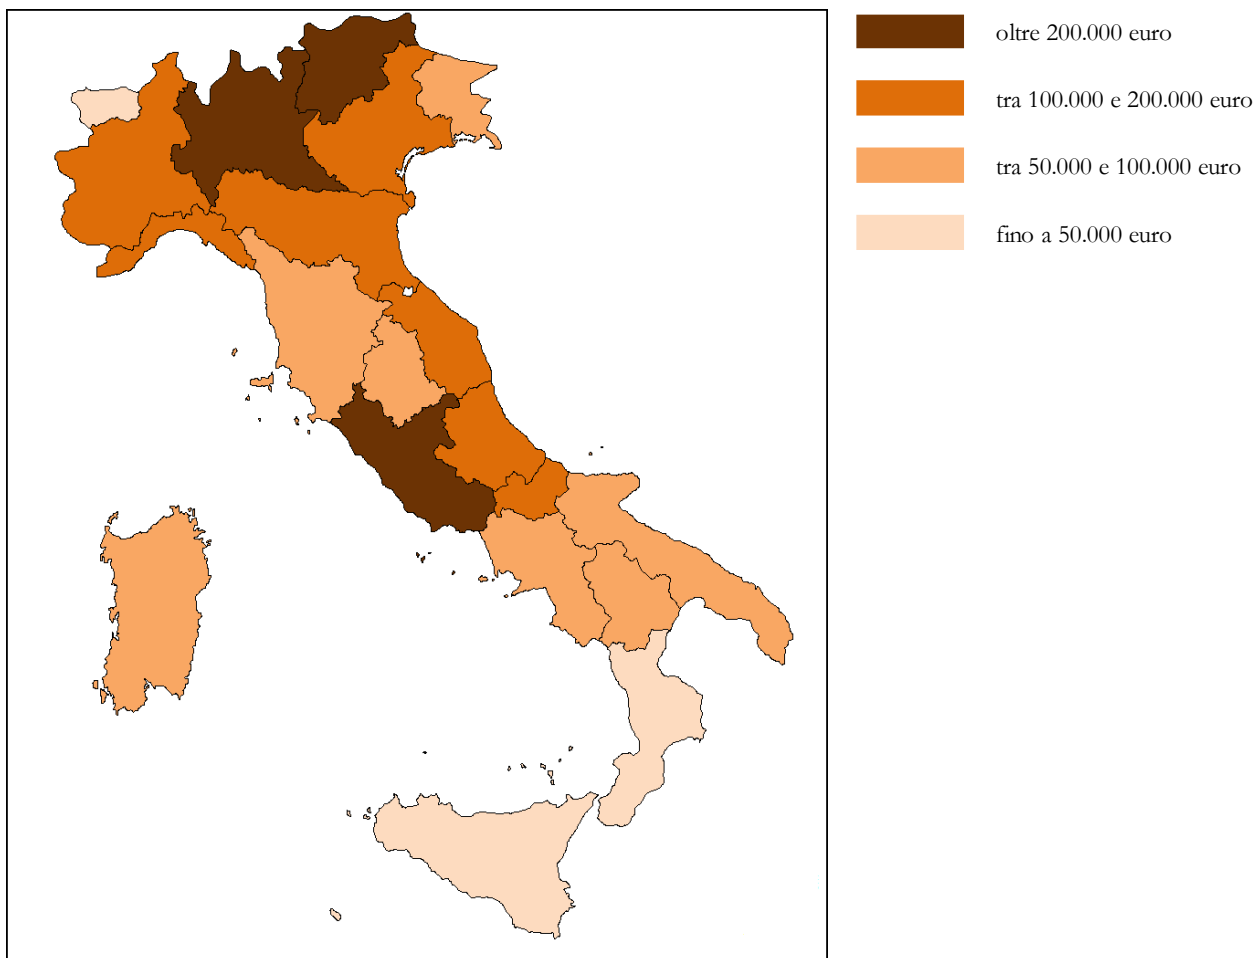 oltre 200.000 euro
tra 100.000 e 200.000 euro
tra 50.000 e 100.000 euro
fino a 50.000 euro